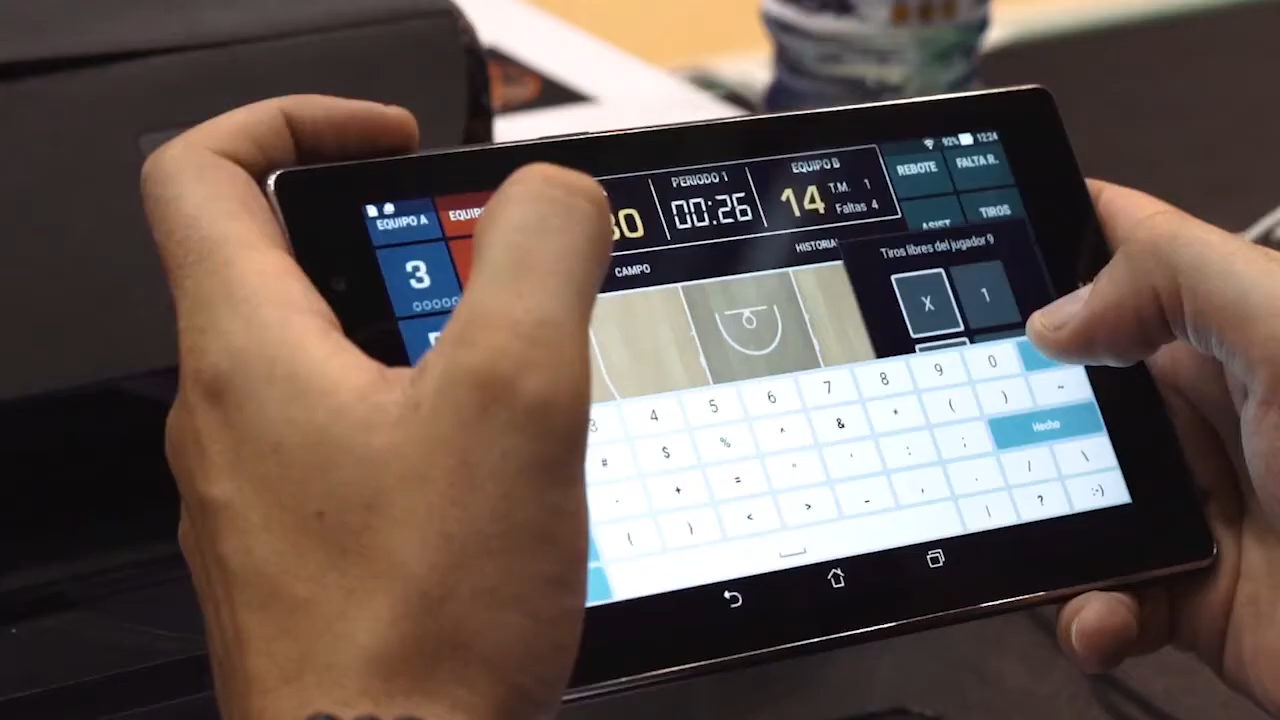 92% 12:24
EQUIPO A
EQUIP
PERIODO 1
EQUIPO B
REBOTE
FALTA R.
00:26
14
T.M. 1
Faltas 4
ASIST
TIROS
3
CAMPO
HISTORIA
Tiros libres del jugador 9
X 1
3 4 5 6 7 8 9 0
# $ % ^ & * ( ) ~
+ = ° : ; Hecho
( ) < > - , . / \
| ? :-)